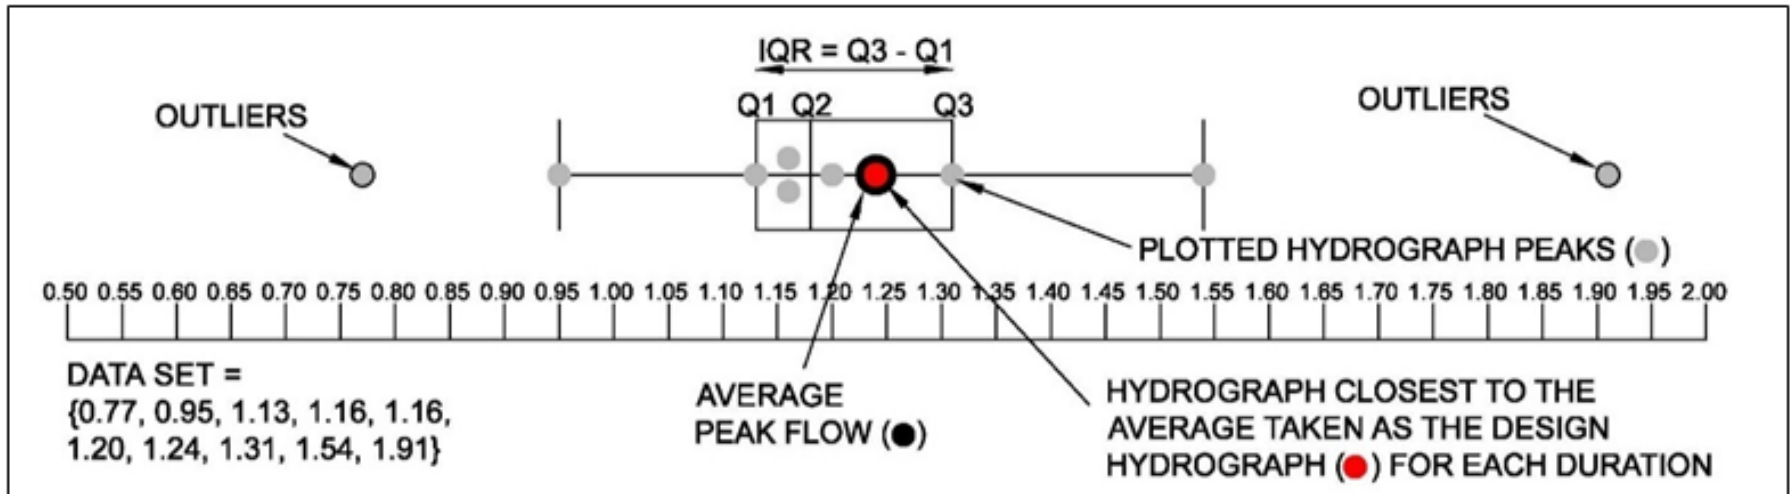 IQR = Q3 - Q1
OUTLIERS
Q1 Q2 Q3
OUTLIERS
PLOTTED HYDROGRAPH PEAKS ( )
0.50 0.55 0.60 0.65 0.70 0.75 0.80 0.85 0.90 0.95 1.00 1.05 1.10 1.15 1.20 1.25 1.30 1.35 1.40 1.45 1.50 1.55 1.60 1.65 1.70 1.75 1.80 1.85 1.90 1.95 2.00
DATA SET =
{0.77, 0.95, 1.13, 1.16, 1.16,
1.20, 1.24, 1.31, 1.54, 1.91}
AVERAGE
PEAK FLOW ( )
HYDROGRAPH CLOSEST TO THE
AVERAGE TAKEN AS THE DESIGN
HYDROGRAPH ( ) FOR EACH DURATION